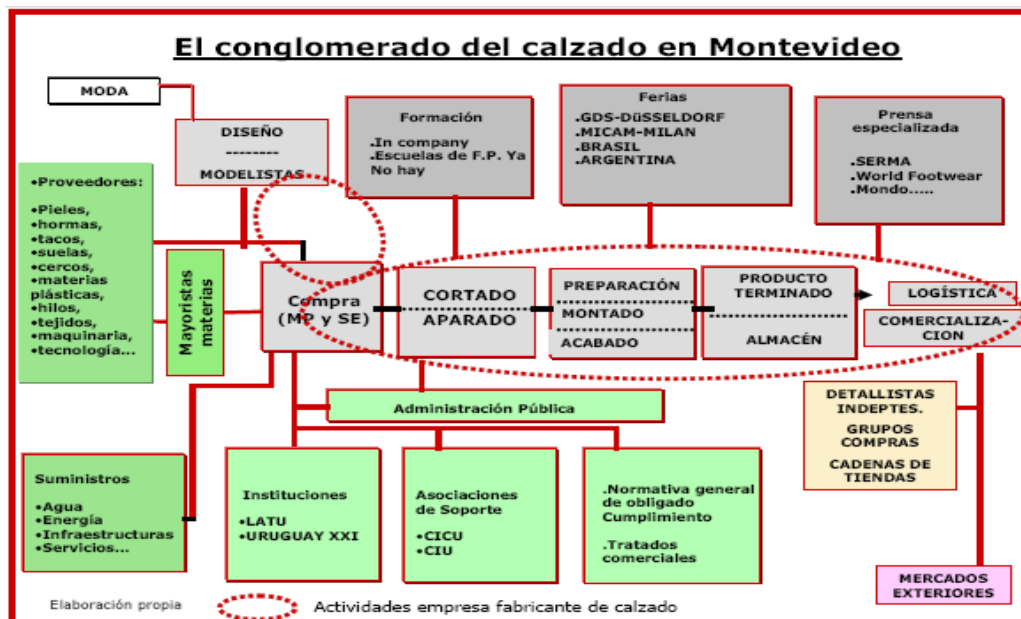 El conglomerado del calzado en Montevideo
MODA
DISEÑO
--------
MODELISTAS
Formación
.In company
.Escuelas de F.P. Ya
No hay
Ferias
.GDS-DüSSELDORF
.MICAM-MILAN
.BRASIL
.ARGENTINA
Prensa
especializada
.SERMA
.World Footwear
.Mondo.....
•Proveedores:
•Pieles,
•hormas,
•tacos,
•suelas,
•cercos,
•materias
plásticas,
•hilos,
•tejidos,
•maquinaria,
•tecnología...
Mayoristas
materias
Compra
(MP y SE)
CORTADO
APARADO
PREPARACIÓN
MONTADO
ACABADO
PRODUCTO
TERMINADO
ALMACÉN
LOGÍSTICA
COMERCIALIZA-
CION
Administración Pública
DETALLISTAS
INDEPTES.
GRUPOS
COMPRAS
CADENAS DE
TIENDAS
Suministros
•Agua
•Energía
•Infraestructuras
•Servicios...
Instituciones
•LATU
•URUGUAY XXI
Asociaciones
de Soporte
•CICU
•CIU
.Normativa general
de obligado
Cumplimiento
.Tratados
comerciales
MERCADOS
EXTERIORES
Elaboración propia
Actividades empresa fabricante de calzado